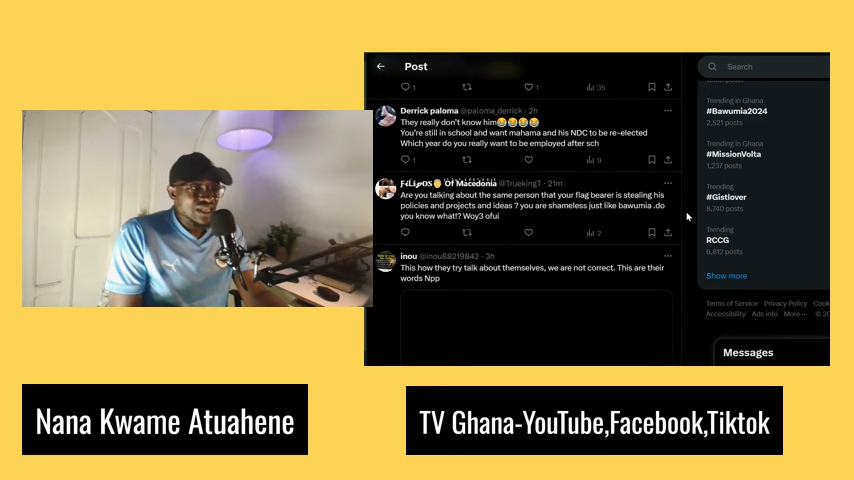 Post
Search
1
1
35
Derrick paloma @paloma_derrick · 2h
They really don't know him😂😂😂😂
You're still in school and want mahama and his NDC to be re-elected
Which year do you really want to be employed after sch
1
9
Of Macedonia @TruekingT · 21m
Are you talking about the same person that your flag bearer is stealing his
policies and projects and ideas ? you are shameless just like bawumia .do
you know what!? Woy3 ofui
2
inou @inou88219842 · 3h
This how they try talk about themselves, we are not correct. This are their
words Npp
Trending in Ghana
#Bawumia2024
2,521 posts
Trending in Ghana
#MissionVolta
1,237 posts
Trending
#Gistlover
8,740 posts
Trending
RCCG
6,812 posts
Show more
Terms of Service Privacy Policy Cook
Accessibility Ads info More ··· © 20
Messages
Nana Kwame Atuahene
TV Ghana-YouTube,Facebook,Tiktok